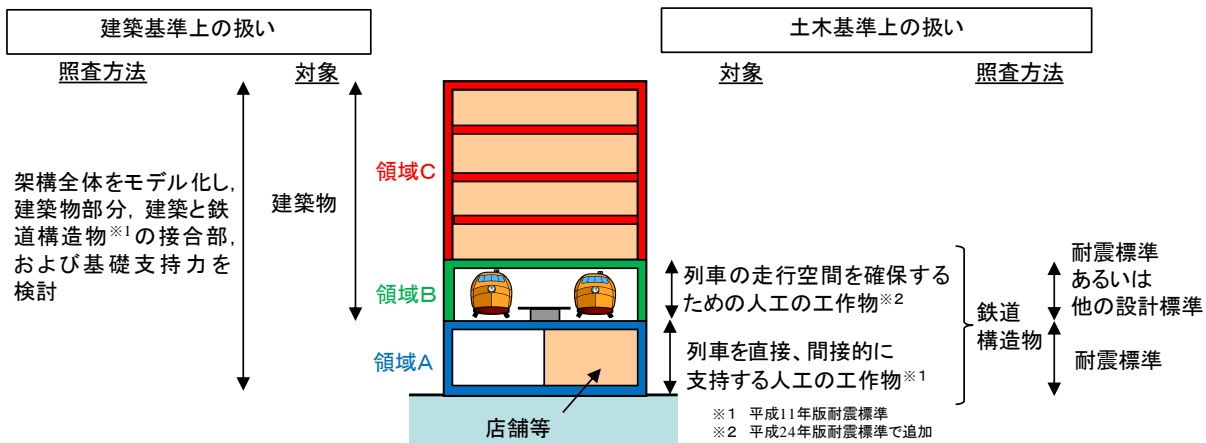 建築基準上の扱い
照査方法
対象
架構全体をモデル化し,
建築物部分, 建築と鉄
道構造物※1の接合部,
および基礎支持力を
検討
建築物
領域C
領域B
領域A
店舗等
土木基準上の扱い
対象
照査方法
列車の走行空間を確保する
ための人工の工作物※2
列車を直接、間接的に
支持する人工の工作物※1
鉄道
構造物
耐震標準
あるいは
他の設計標準
耐震標準
※1 平成11年版耐震標準
※2 平成24年版耐震標準で追加